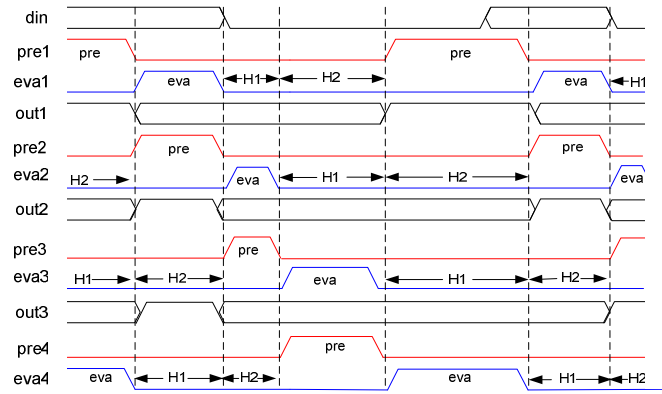 din
pre1 pre pre
eva1 eva H1 H2 eva H1
out1
pre2 pre pre
eva2 H2 eva H1 H2 eva
out2
pre3 pre
eva3 H1 H2 eva H1 H2
out3
pre4 pre
eva4 eva H1 H2 eva H1 H2